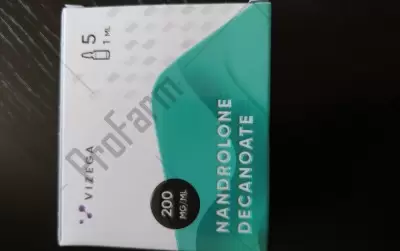 5
1 ML
VIZEGA
200
MG/ML
NANDROLONE
DECANOATE
ProFarm